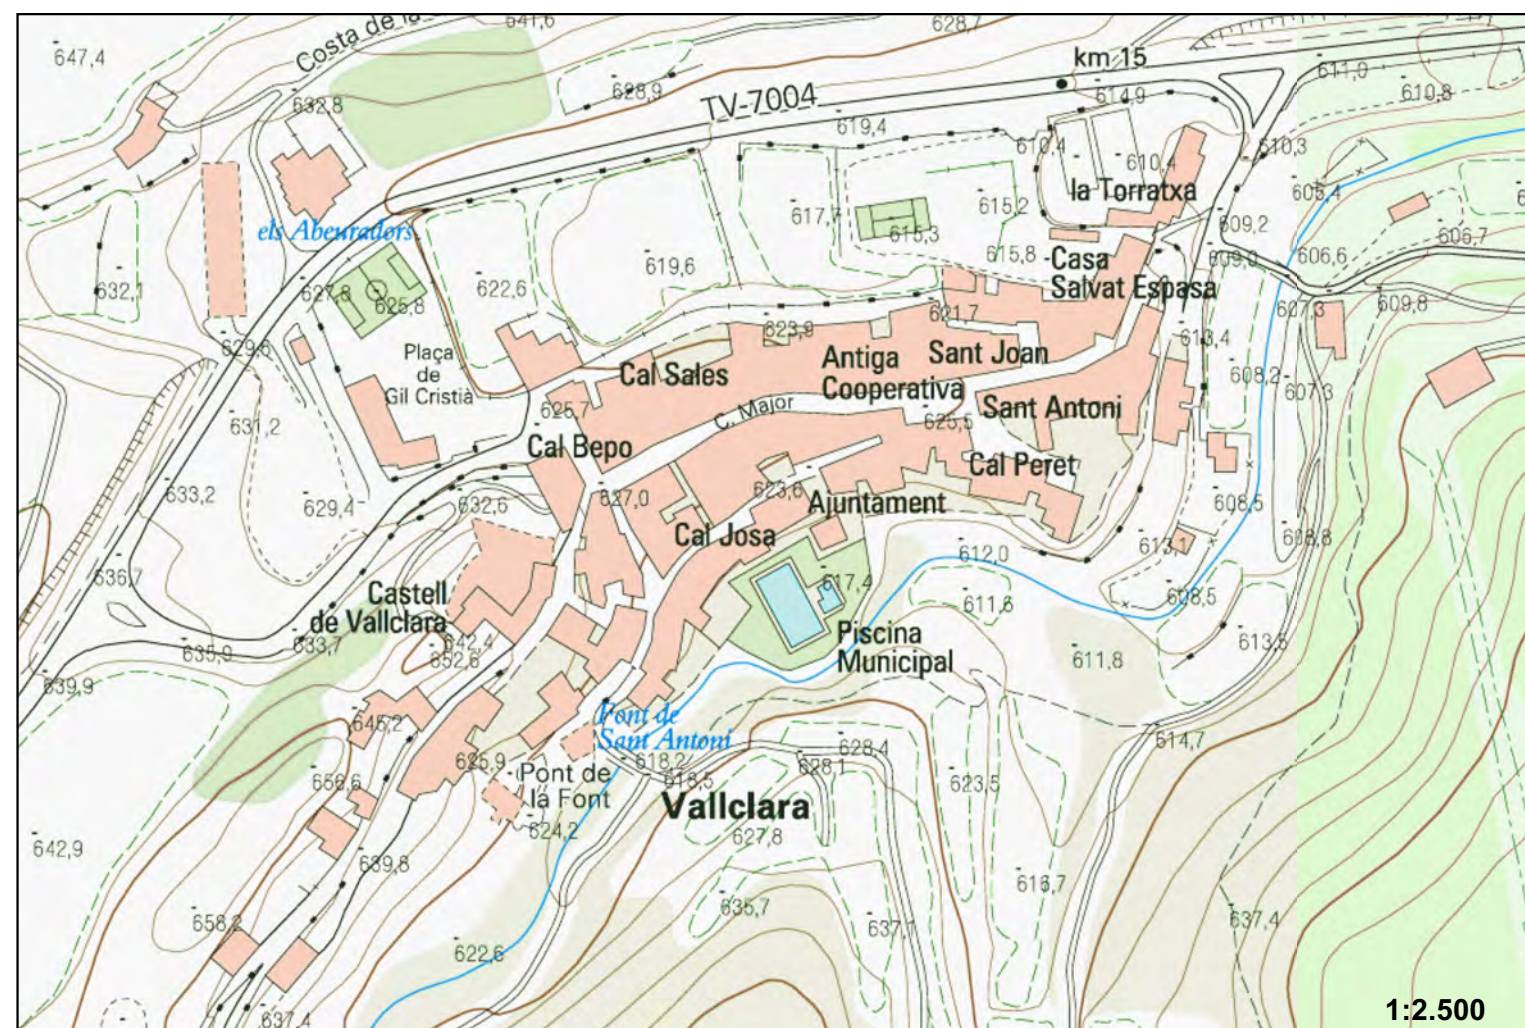 647,4
Costa de la
541,6
628,7
km 15
611,0
632,8
628,9
TV-7004
614,9
610,8
619,4
610,4
610,4
610,3
la Torratxa
605,4
615,2
617,7
615,3
609,2
els Abeuradors
606,7
615,8
Casa
Salvat Espasa
609,0
606,6
619,6
632,1
627,8
622,6
625,8
607,3
609,8
623,9
621,7
613,4
629,6
Plaça
de
Gil Cristià
Cal Sales
Antiga
Cooperativa
Sant Joan
608,2
607,3
625,7
C. Major
Sant Antoni
625,5
631,2
Cal Bepo
Cal Peret
633,2
629,4
632,6
627,0
623,6
Ajuntament
608,5
Cal Josa
608,8
613,1
612,0
636,7
617,4
Castell
de Vallclara
611,6
608,5
635,9
633,7
642,4
652,6
Piscina
Municipal
613,5
611,8
639,9
645,2
Font de
Sant Antoni
628,4
614,7
625,9
618,2
618,5
628,1
656,6
Pont de
la Font
623,5
Vallclara
624,2
627,8
642,9
639,8
616,7
635,7
658,2
637,1
637,4
622,6
637,4
1:2.500